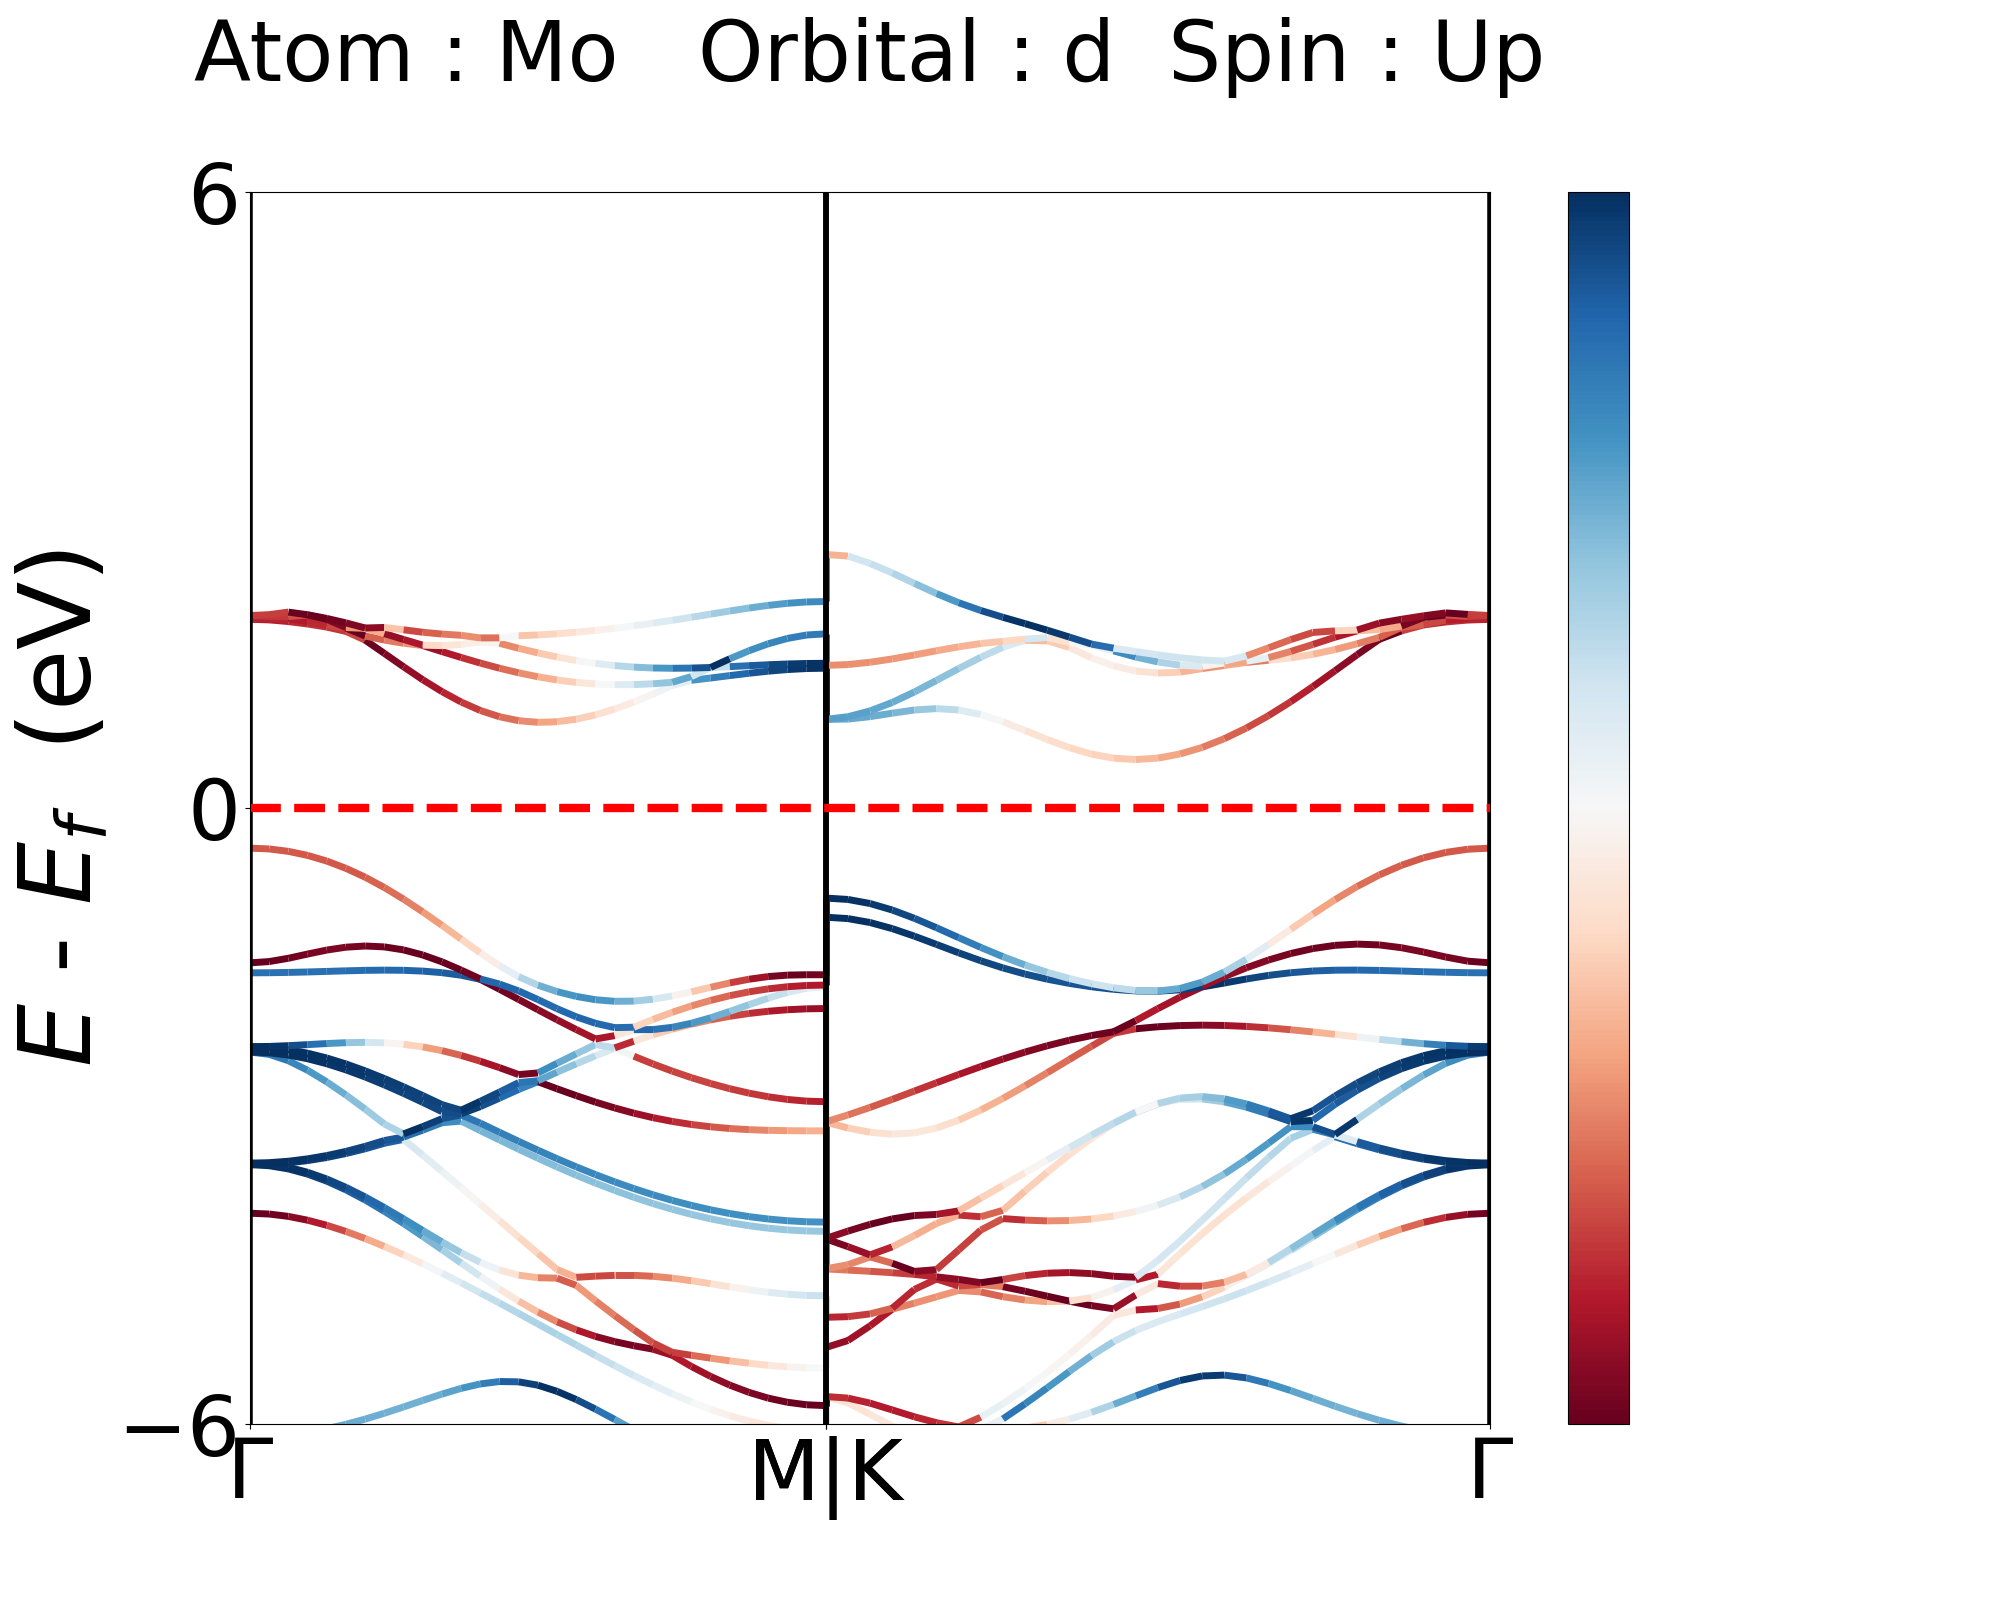 Atom : Mo   Orbital : d  Spin : Up
6
0
−6
E - E_f (eV)
Γ
M|K
Γ